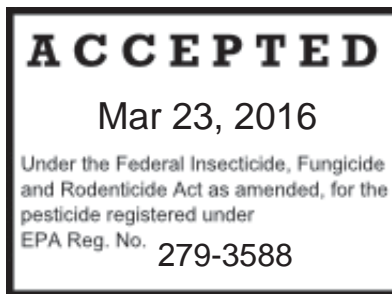 ACCEPTED
Mar 23, 2016
Under the Federal Insecticide, Fungicide
and Rodenticide Act as amended, for the
pesticide registered under
EPA Reg. No. 279-3588